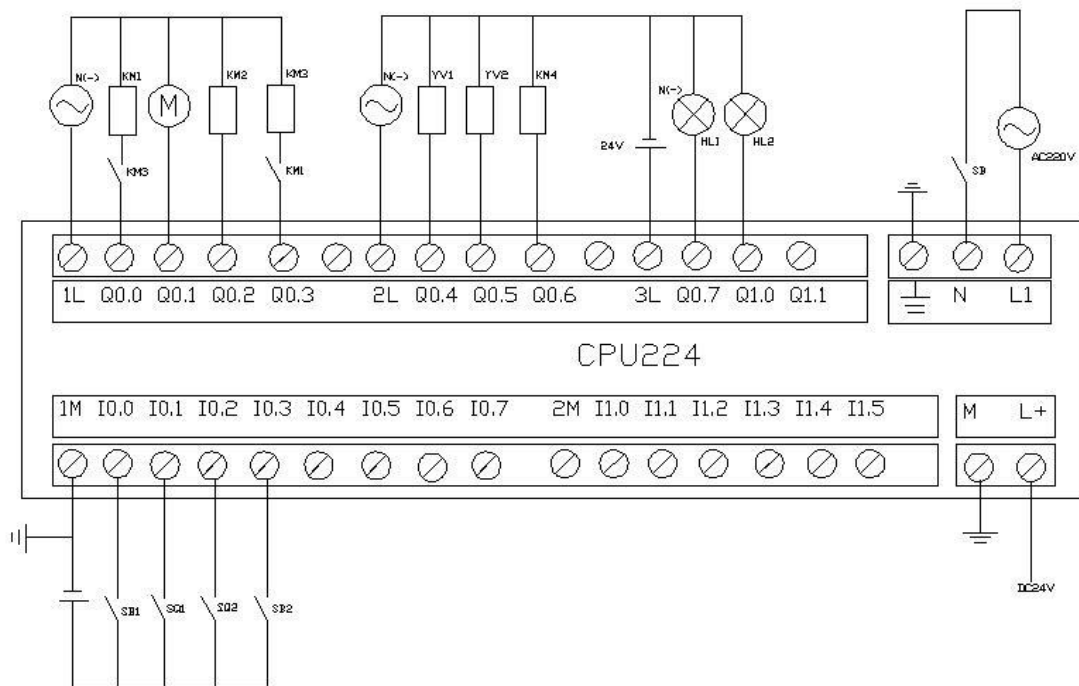 N(-) KM1 KM2 KM3 N(-) YV1 YV2 KM4 N(-)
M
24V HL1 HL2 AC220V
KM3 KM1 SB
1L Q0.0 Q0.1 Q0.2 Q0.3 2L Q0.4 Q0.5 Q0.6 3L Q0.7 Q1.0 Q1.1 N L1
CPU224
1M I0.0 I0.1 I0.2 I0.3 I0.4 I0.5 I0.6 I0.7 2M I1.0 I1.1 I1.2 I1.3 I1.4 I1.5 M L+
SB1 SQ1 SQ2 SB2 DC24V